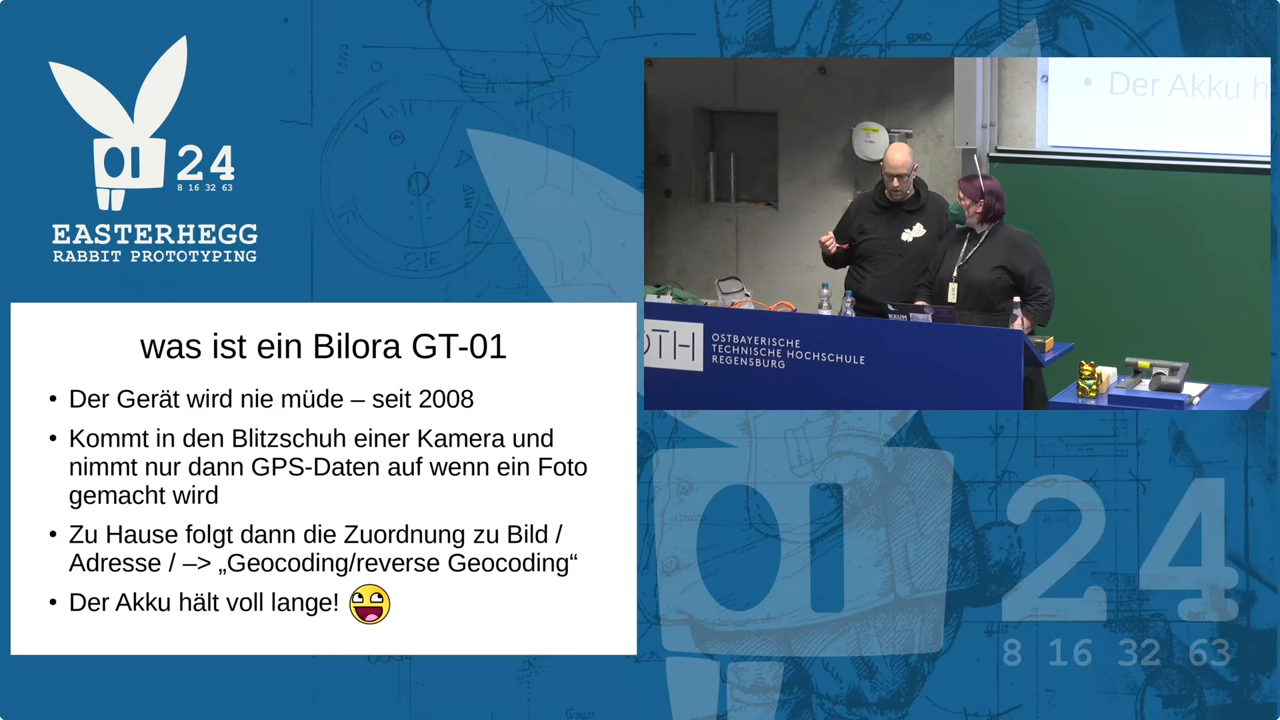 24
8 16 32 63
EASTERHEGG
RABBIT PROTOTYPING
was ist ein Bilora GT-01
• Der Gerät wird nie müde – seit 2008
• Kommt in den Blitzschuh einer Kamera und
nimmt nur dann GPS-Daten auf wenn ein Foto
gemacht wird
• Zu Hause folgt dann die Zuordnung zu Bild /
Adresse / –> „Geocoding/reverse Geocoding“
• Der Akku hält voll lange!
• Der Akku h
OTH
OSTBAYERISCHE
TECHNISCHE HOCHSCHULE
REGENSBURG
RAUM
24
8 16 32 63